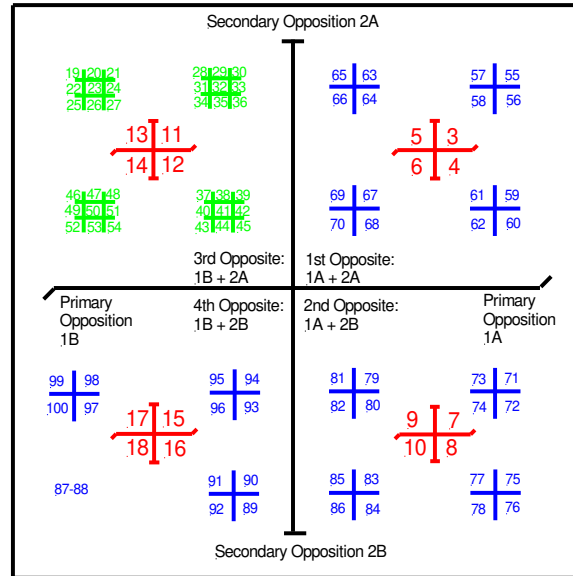 Secondary Opposition 2A
19 20 21 28 29 30 65 63 57 55
22 23 24 31 32 33 66 64 58 56
25 26 27 34 35 36
13 11 5 3
14 12 6 4
46 47 48 37 38 39 69 67 61 59
49 50 51 40 41 42 70 68 62 60
52 53 54 43 44 45
3rd Opposite: 1st Opposite:
1B + 2A 1A + 2A
Primary 4th Opposite: 2nd Opposite: Primary
Opposition 1B + 2B 1A + 2B Opposition
1B 1A
99 98 95 94 81 79 73 71
100 97 96 93 82 80 74 72
17 15 9 7
18 16 10 8
87-88 91 90 85 83 77 75
92 89 86 84 78 76
Secondary Opposition 2B